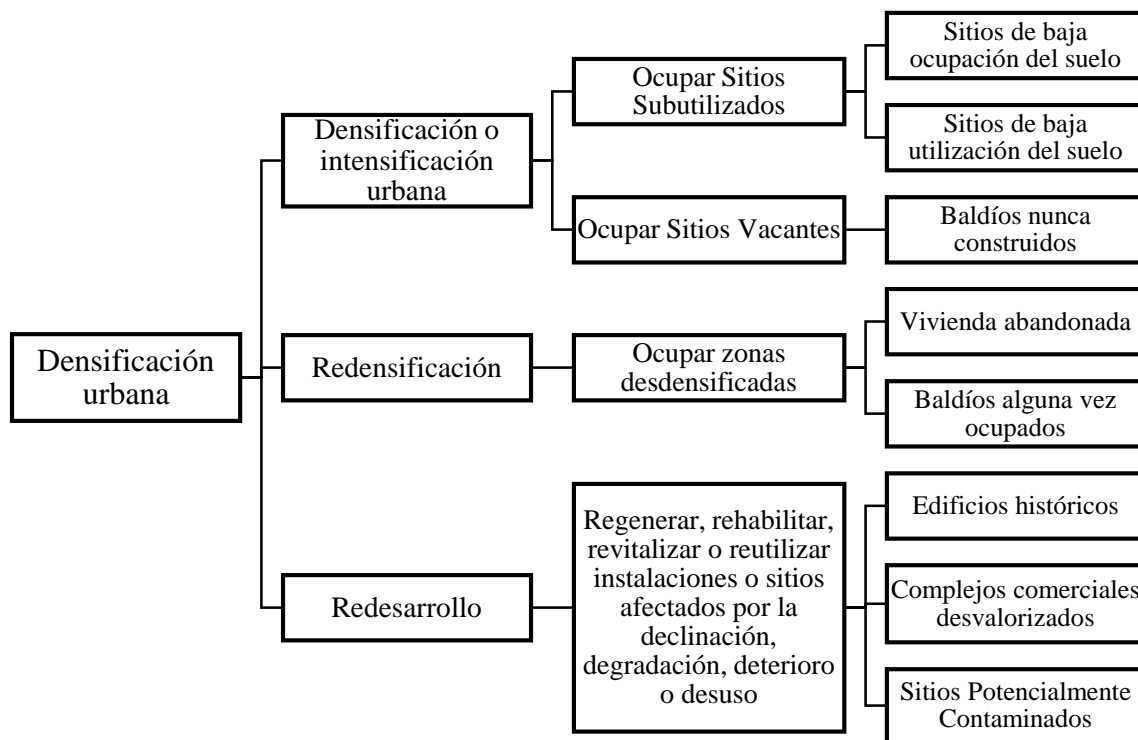 Densificación
urbana
Densificación o
intensificación
urbana
Ocupar Sitios
Subutilizados
Sitios de baja
ocupación del suelo
Sitios de baja
utilización del suelo
Ocupar Sitios Vacantes
Baldíos nunca
construidos
Redensificación
Ocupar zonas
desdensificadas
Vivienda abandonada
Baldíos alguna vez
ocupados
Redesarrollo
Regenerar, rehabilitar,
revitalizar o reutilizar
instalaciones o sitios
afectados por la
declinación,
degradación, deterioro
o desuso
Edificios históricos
Complejos comerciales
desvalorizados
Sitios Potencialmente
Contaminados